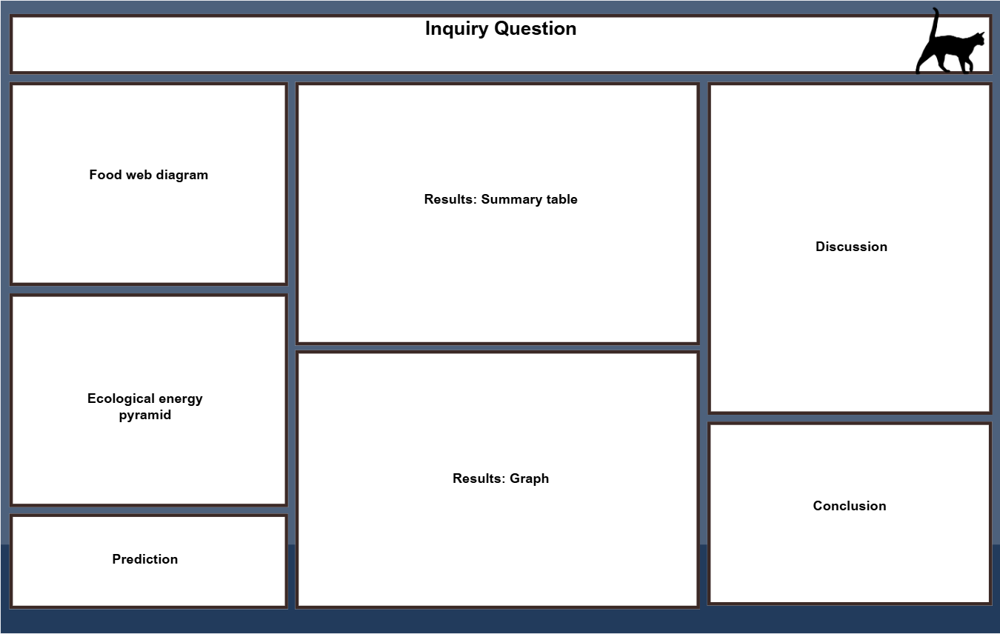 Inquiry Question
Food web diagram
Ecological energy
pyramid
Prediction
Results: Summary table
Results: Graph
Discussion
Conclusion